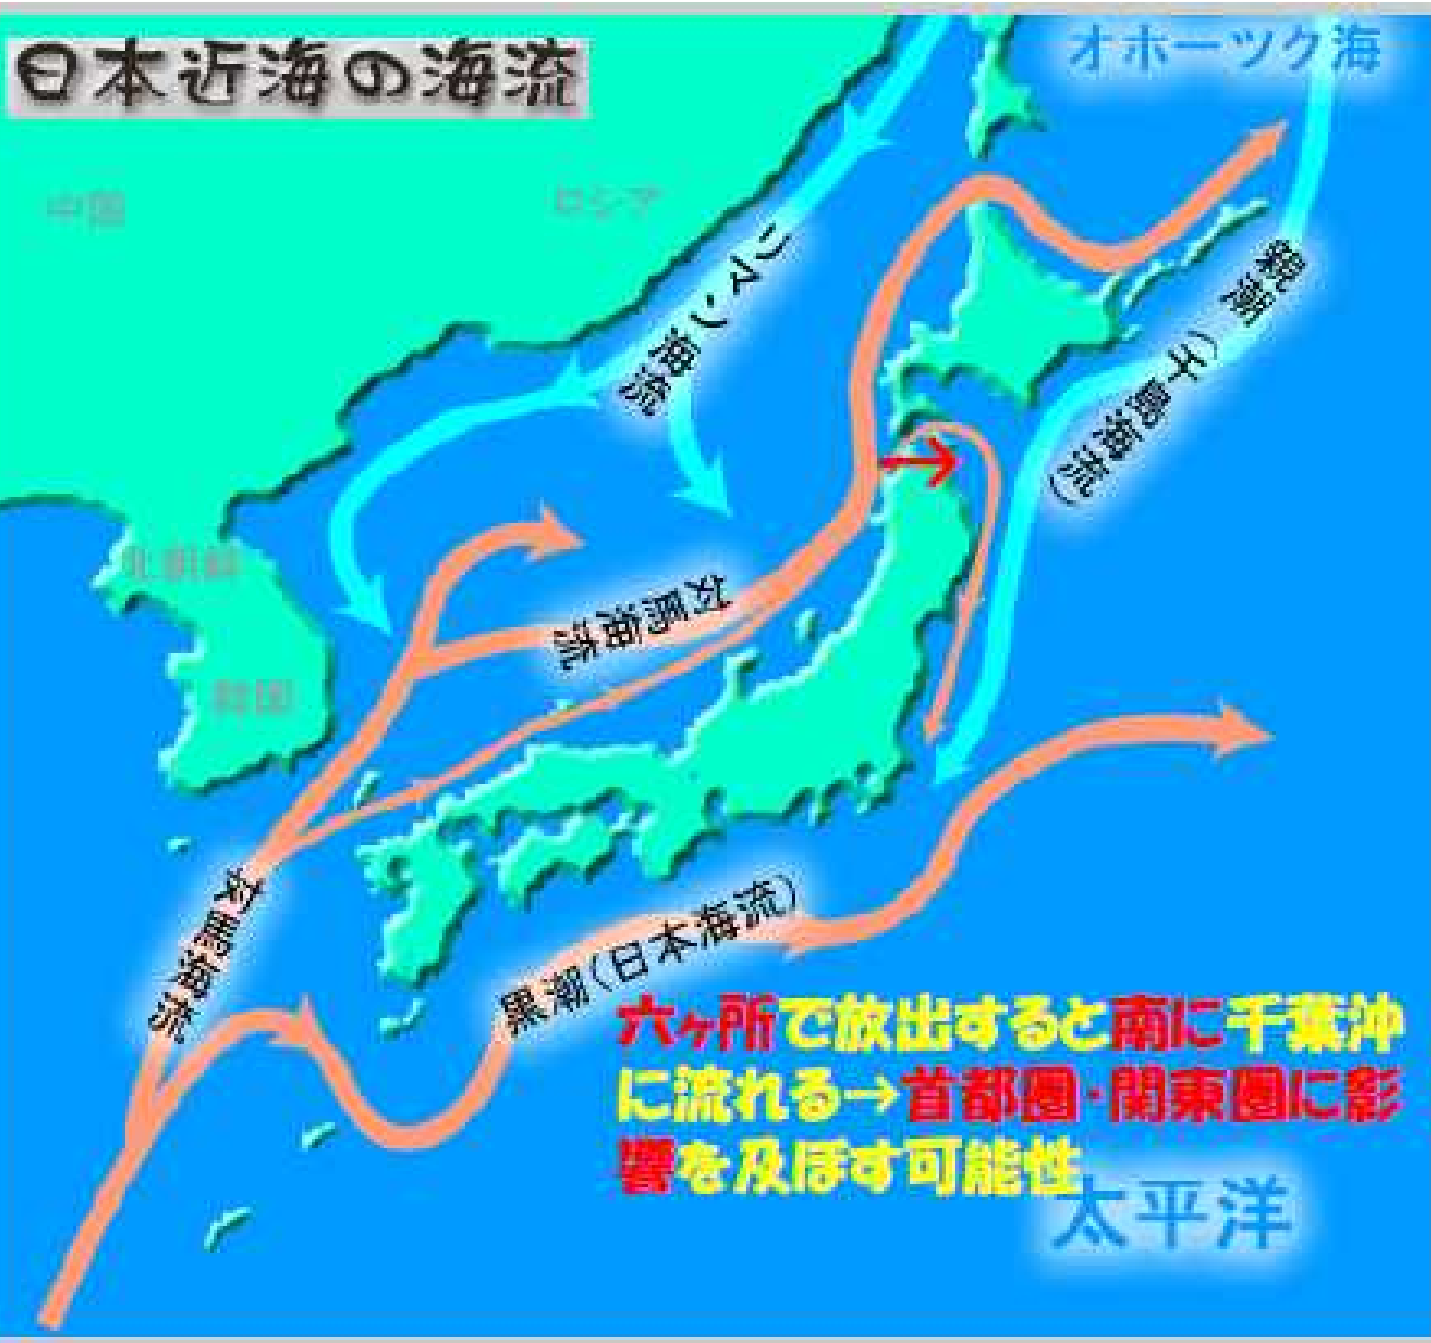 日本近海の海流
オホーツク海
中国
ロシア
リマン海流
親潮(千島海流)
北朝鮮
対馬海流
韓国
対馬海流
黒潮(日本海流)
六ヶ所で放出すると南に千葉沖
に流れる→首都圏・関東圏に影
響を及ぼす可能性
太平洋